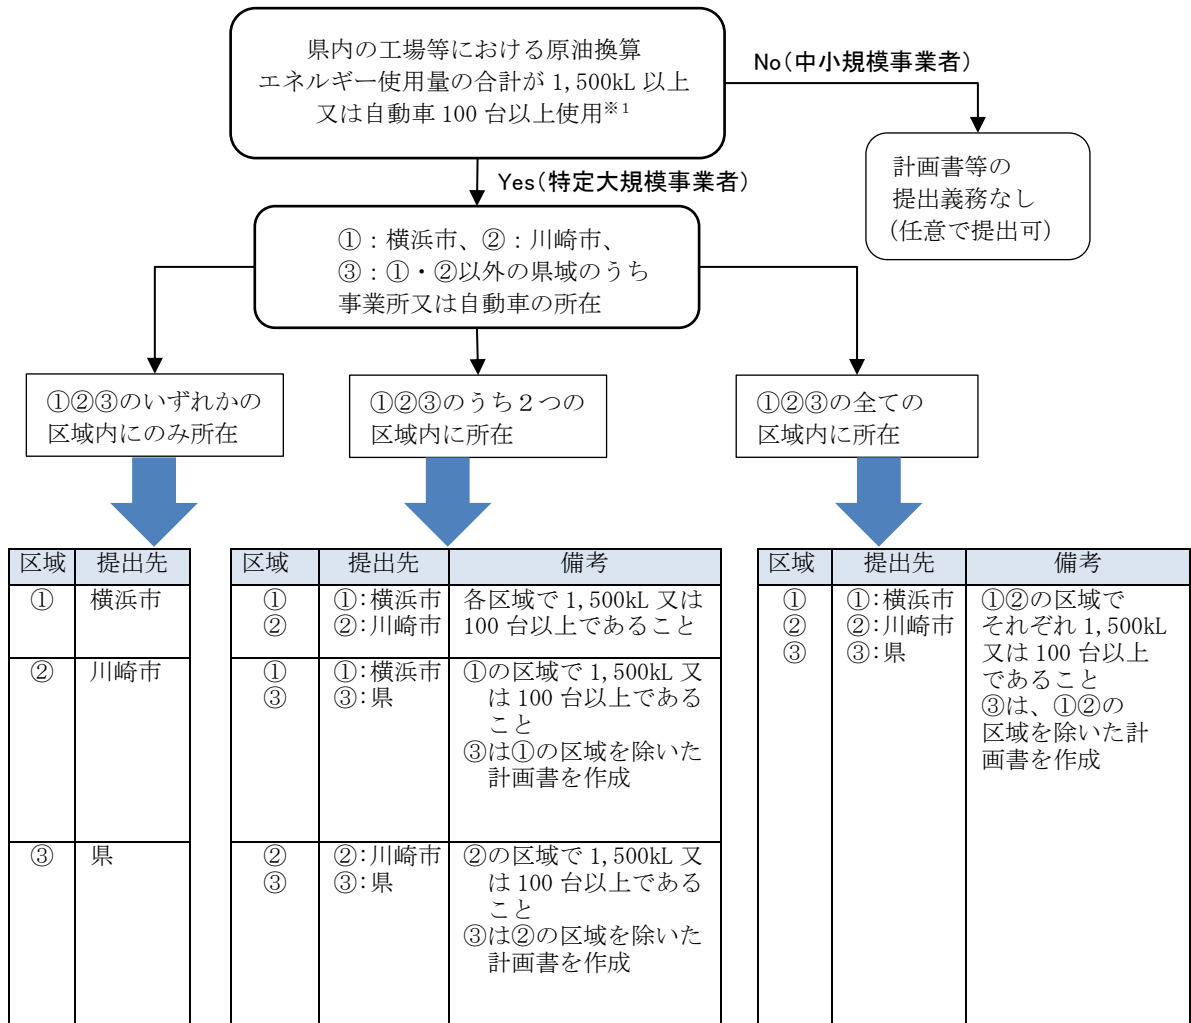 県内の工場等における原油換算
エネルギー使用量の合計が 1,500kL 以上
又は自動車 100 台以上使用※1
No(中小規模事業者)
計画書等の
提出義務なし
(任意で提出可)
Yes(特定大規模事業者)
①:横浜市、②:川崎市、
③:①・②以外の県域のうち
事業所又は自動車の所在
①②③のいずれかの
区域内にのみ所在
①②③のうち2つの
区域内に所在
①②③の全ての
区域内に所在
区域 提出先
① 横浜市
② 川崎市
③ 県
区域 提出先 備考
① ①:横浜市 各区域で 1,500kL 又は
② ②:川崎市 100 台以上であること
① ①:横浜市 ①の区域で 1,500kL 又
③ ③:県 は 100 台以上である
こと
③は①の区域を除いた
計画書を作成
② ②:川崎市 ②の区域で 1,500kL 又
③ ③:県 は 100 台以上である
こと
③は②の区域を除いた
計画書を作成
区域 提出先 備考
① ①:横浜市 ①②の区域で
② ②:川崎市 それぞれ 1,500kL
③ ③:県 又は 100 台以上
であること
③は、①②の
区域を除いた計
画書を作成